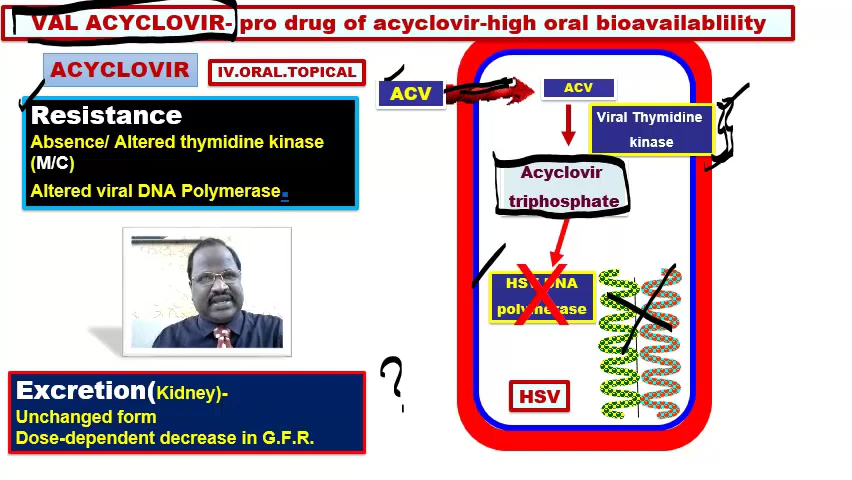 VAL ACYCLOVIR- pro drug of acyclovir-high oral bioavailablility
ACYCLOVIR
IV.ORAL.TOPICAL
Resistance
Absence/ Altered thymidine kinase
(M/C)
Altered viral DNA Polymerase.
ACV
ACV
Viral Thymidine
kinase
Acyclovir
triphosphate
HSV DNA
polymerase
HSV
Excretion(Kidney)-
Unchanged form
Dose-dependent decrease in G.F.R.
?